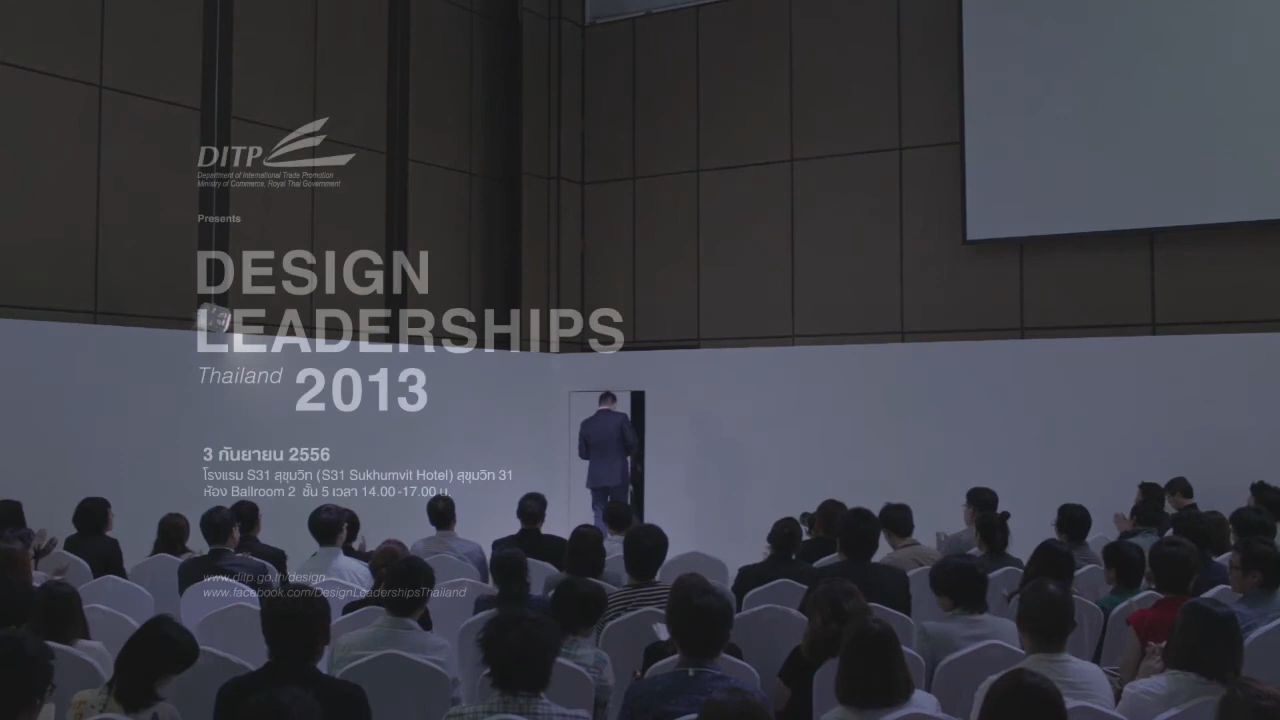 DITP
Department of International Trade Promotion
Ministry of Commerce, Royal Thai Government
Presents
DESIGN
LEADERSHIPS
Thailand 2013
3 กันยายน 2556
โรงแรม S31 สุขุมวิท (S31 Sukhumvit Hotel) สุขุมวิท 31
ห้อง Ballroom 2 ชั้น 5 เวลา 14.00 -17.00 น.
www.ditp.go.th/design
www.facebook.com/DesignLeadershipsThailand